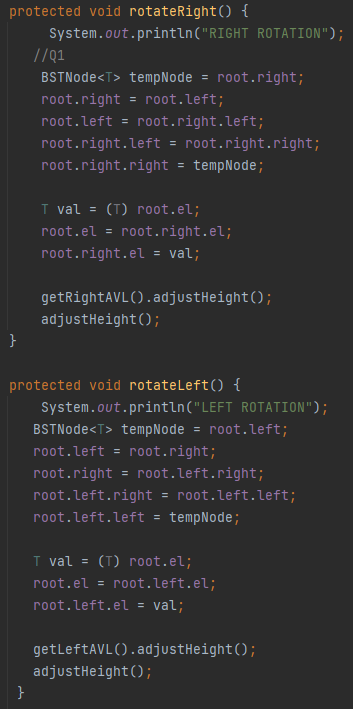 protected void rotateRight() {
System.out.println("RIGHT ROTATION");
//Q1
BSTNode<T> tempNode = root.right;
root.right = root.left;
root.left = root.right.left;
root.right.left = root.right.right;
root.right.right = tempNode;
T val = (T) root.el;
root.el = root.right.el;
root.right.el = val;
getRightAVL().adjustHeight();
adjustHeight();
}
protected void rotateLeft() {
System.out.println("LEFT ROTATION");
BSTNode<T> tempNode = root.left;
root.left = root.right;
root.right = root.left.right;
root.left.right = root.left.left;
root.left.left = tempNode;
T val = (T) root.el;
root.el = root.left.el;
root.left.el = val;
getLeftAVL().adjustHeight();
adjustHeight();
}